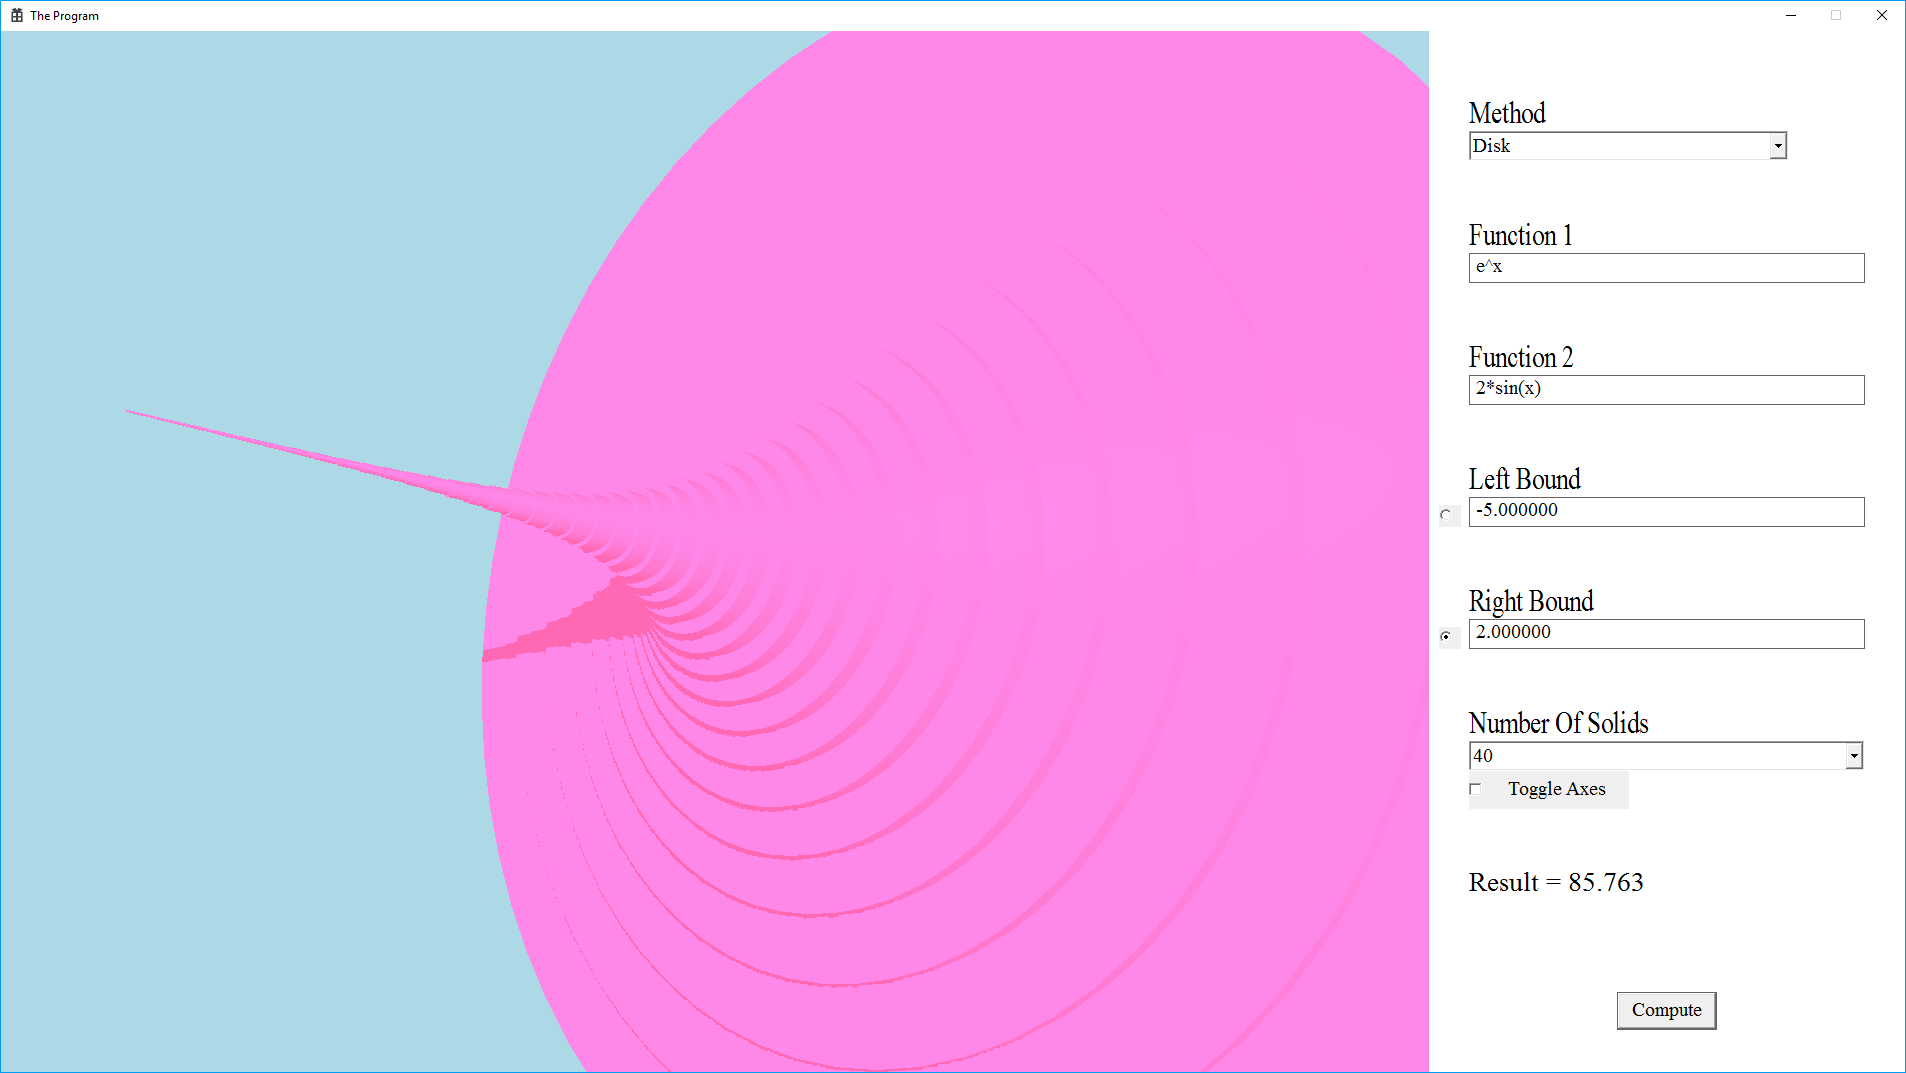 The Program
Method
Disk
Function 1
e^x
Function 2
2*sin(x)
Left Bound
-5.000000
Right Bound
2.000000
Number Of Solids
40
Toggle Axes
Result = 85.763
Compute